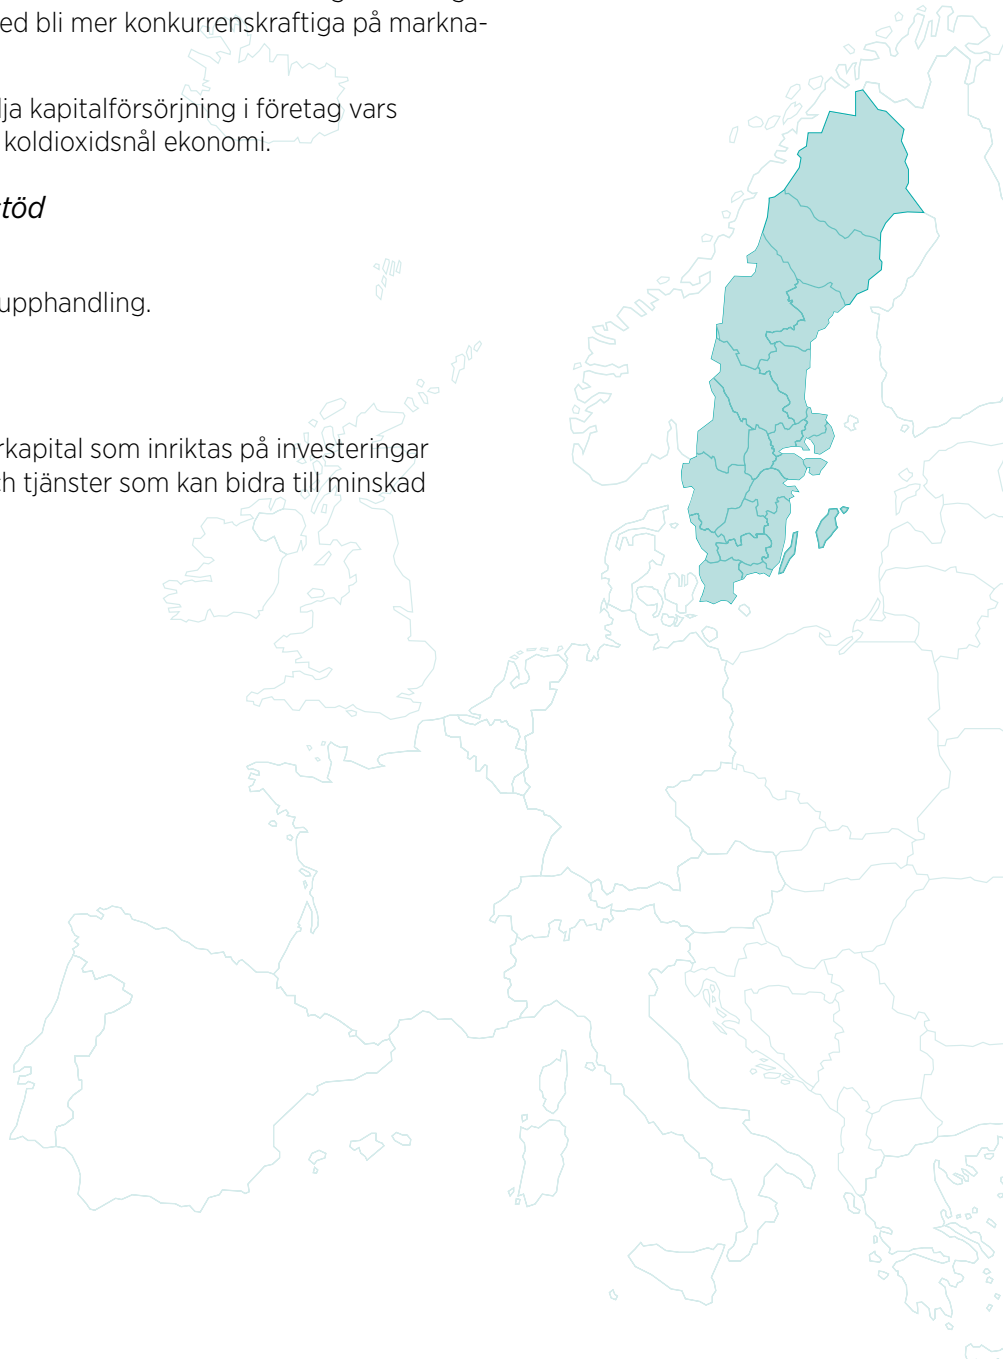 ed bli mer konkurrenskraftiga på markna-
lja kapitalförsörjning i företag vars
koldioxidsnål ekonomi.
töd
upphandling.
rkapital som inriktas på investeringar
ch tjänster som kan bidra till minskad